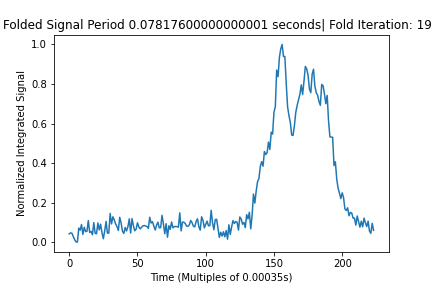 Folded Signal Period 0.07817600000000001 seconds| Fold Iteration: 19
1.0
0.8
0.6
0.4
0.2
0.0
Normalized Integrated Signal
0 50 100 150 200
Time (Multiples of 0.00035s)